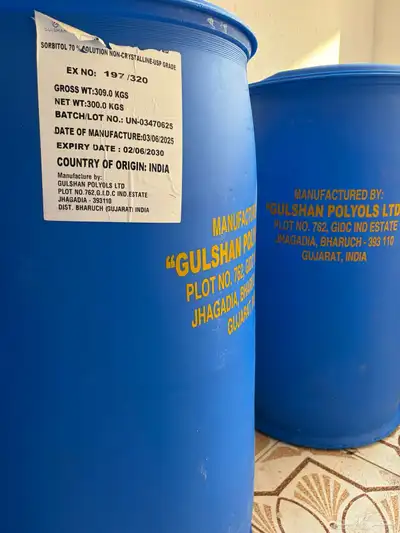 GULSHAN
SORBITOL 70 % SOLUTION NON-CRYSTALLINE-USP GRADE
EX NO: 197/320
GROSS WT:309.0 KGS
NET WT:300.0 KGS
BATCH/LOT NO.: UN-03470625
DATE OF MANUFACTURE:03/06/2025
EXPIRY DATE : 02/06/2030
COUNTRY OF ORIGIN: INDIA
Manufacture by:
GULSHAN POLYOLS LTD
PLOT NO.762,G.I.D.C IND.ESTATE
JHAGADIA - 393110
DIST. BHARUCH (GUJARAT) INDIA
MANUFACTURE
"GULSHAN POLY
PLOT NO. 762, GIDC
JHAGADIA, BHAR
GUJAR
MANUFACTURED BY:
"GULSHAN POLYOLS LTD
PLOT NO. 762, GIDC IND ESTATE
JHAGADIA, BHARUCH - 393 110
GUJARAT, INDIA